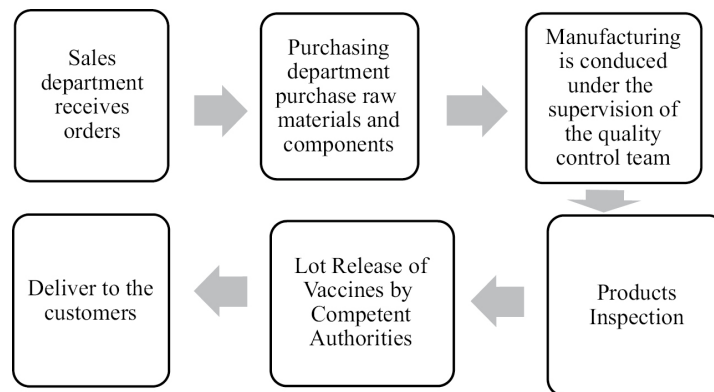 Sales
department
receives
orders
Purchasing
department
purchase raw
materials and
components
Manufacturing
is conduced
under the
supervision of
the quality
control team
Products
Inspection
Lot Release of
Vaccines by
Competent
Authorities
Deliver to the
customers